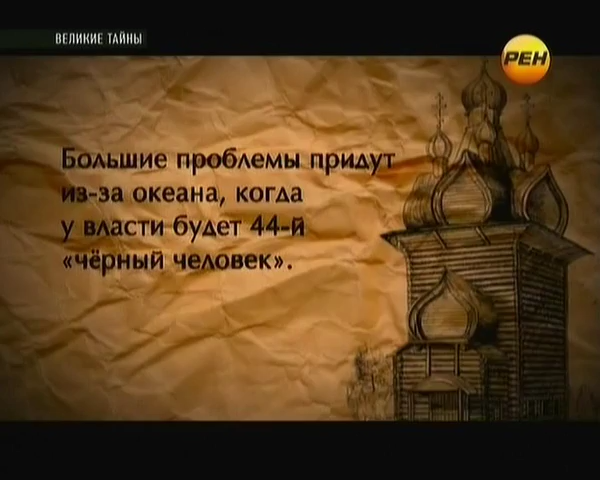 ВЕЛИКИЕ ТАЙНЫ
РЕН
Большие проблемы придут
из-за океана, когда
у власти будет 44-й
«чёрный человек».